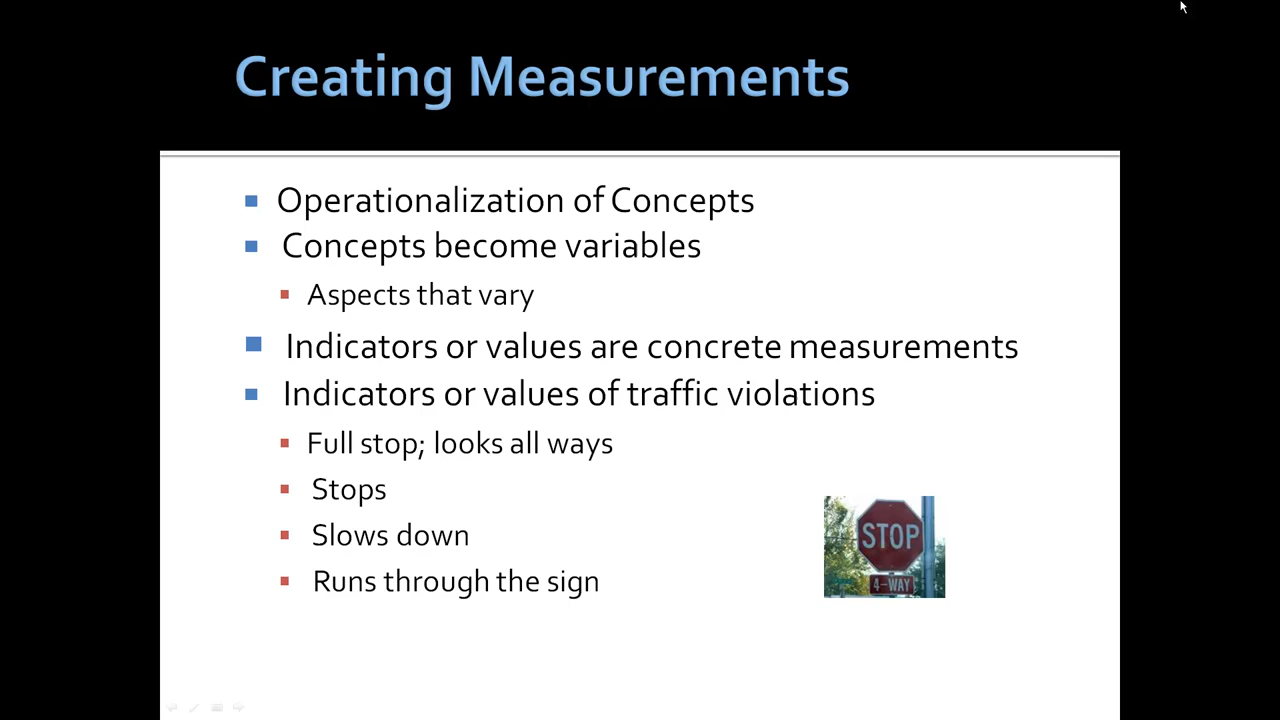 Creating Measurements
Operationalization of Concepts
Concepts become variables
Aspects that vary
Indicators or values are concrete measurements
Indicators or values of traffic violations
Full stop; looks all ways
Stops
Slows down
Runs through the sign
STOP
4-WAY